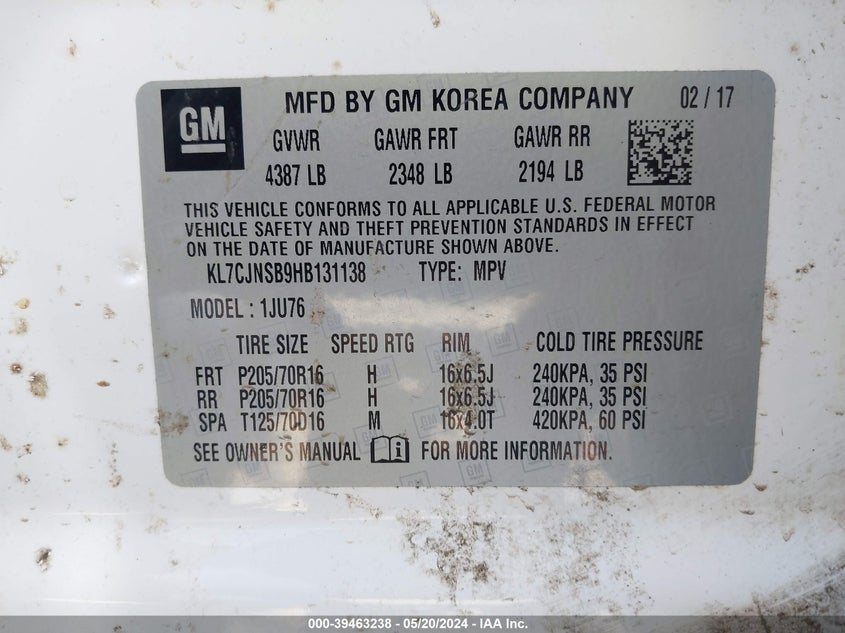 GM MFD BY GM KOREA COMPANY 02 / 17
GVWR GAWR FRT GAWR RR
4387 LB 2348 LB 2194 LB
THIS VEHICLE CONFORMS TO ALL APPLICABLE U.S. FEDERAL MOTOR
VEHICLE SAFETY AND THEFT PREVENTION STANDARDS IN EFFECT
ON THE DATE OF MANUFACTURE SHOWN ABOVE.
KL7CJNSB9HB131138 TYPE: MPV
MODEL : 1JU76
TIRE SIZE SPEED RTG RIM COLD TIRE PRESSURE
FRT P205/70R16 H 16x6.5J 240KPA, 35 PSI
RR P205/70R16 H 16x6.5J 240KPA, 35 PSI
SPA T125/70D16 M 16x4.0T 420KPA, 60 PSI
SEE OWNER'S MANUAL FOR MORE INFORMATION.
000-39463238 - 05/20/2024 - IAA Inc.